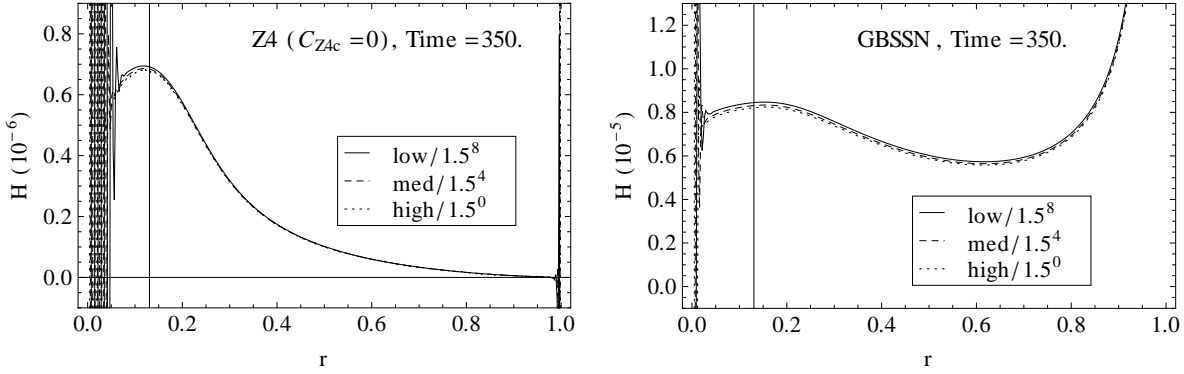 Z4 ( C_Z4c =0) , Time =350.
H (10^−6)
0.8
0.6
0.4
0.2
0.0
low/1.5^8
med/1.5^4
high/1.5^0
0.0 0.2 0.4 0.6 0.8 1.0
r
GBSSN , Time =350.
H (10^−5)
1.2
1.0
0.8
0.6
0.4
0.2
0.0
low/1.5^8
med/1.5^4
high/1.5^0
0.0 0.2 0.4 0.6 0.8 1.0
r